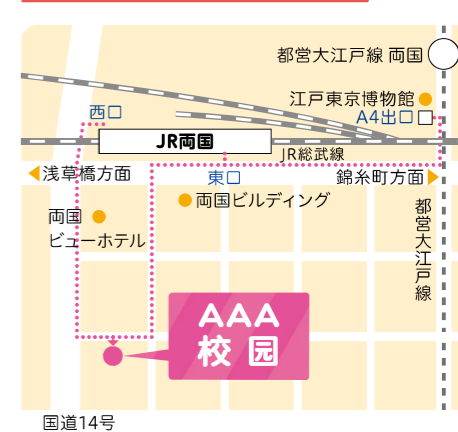 都営大江戸線 両国
江戸東京博物館
A4出口
西口
JR両国
JR総武線
浅草橋方面
東口
錦糸町方面
両国
ビューホテル
両国ビルディング
都営大江戸線
AAA
校园
国道14号